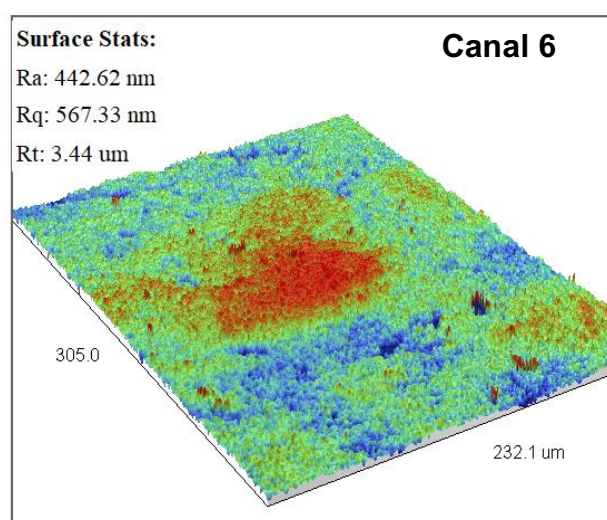 Surface Stats:
Canal 6
Ra: 442.62 nm
Rq: 567.33 nm
Rt: 3.44 um
305.0
232.1 um